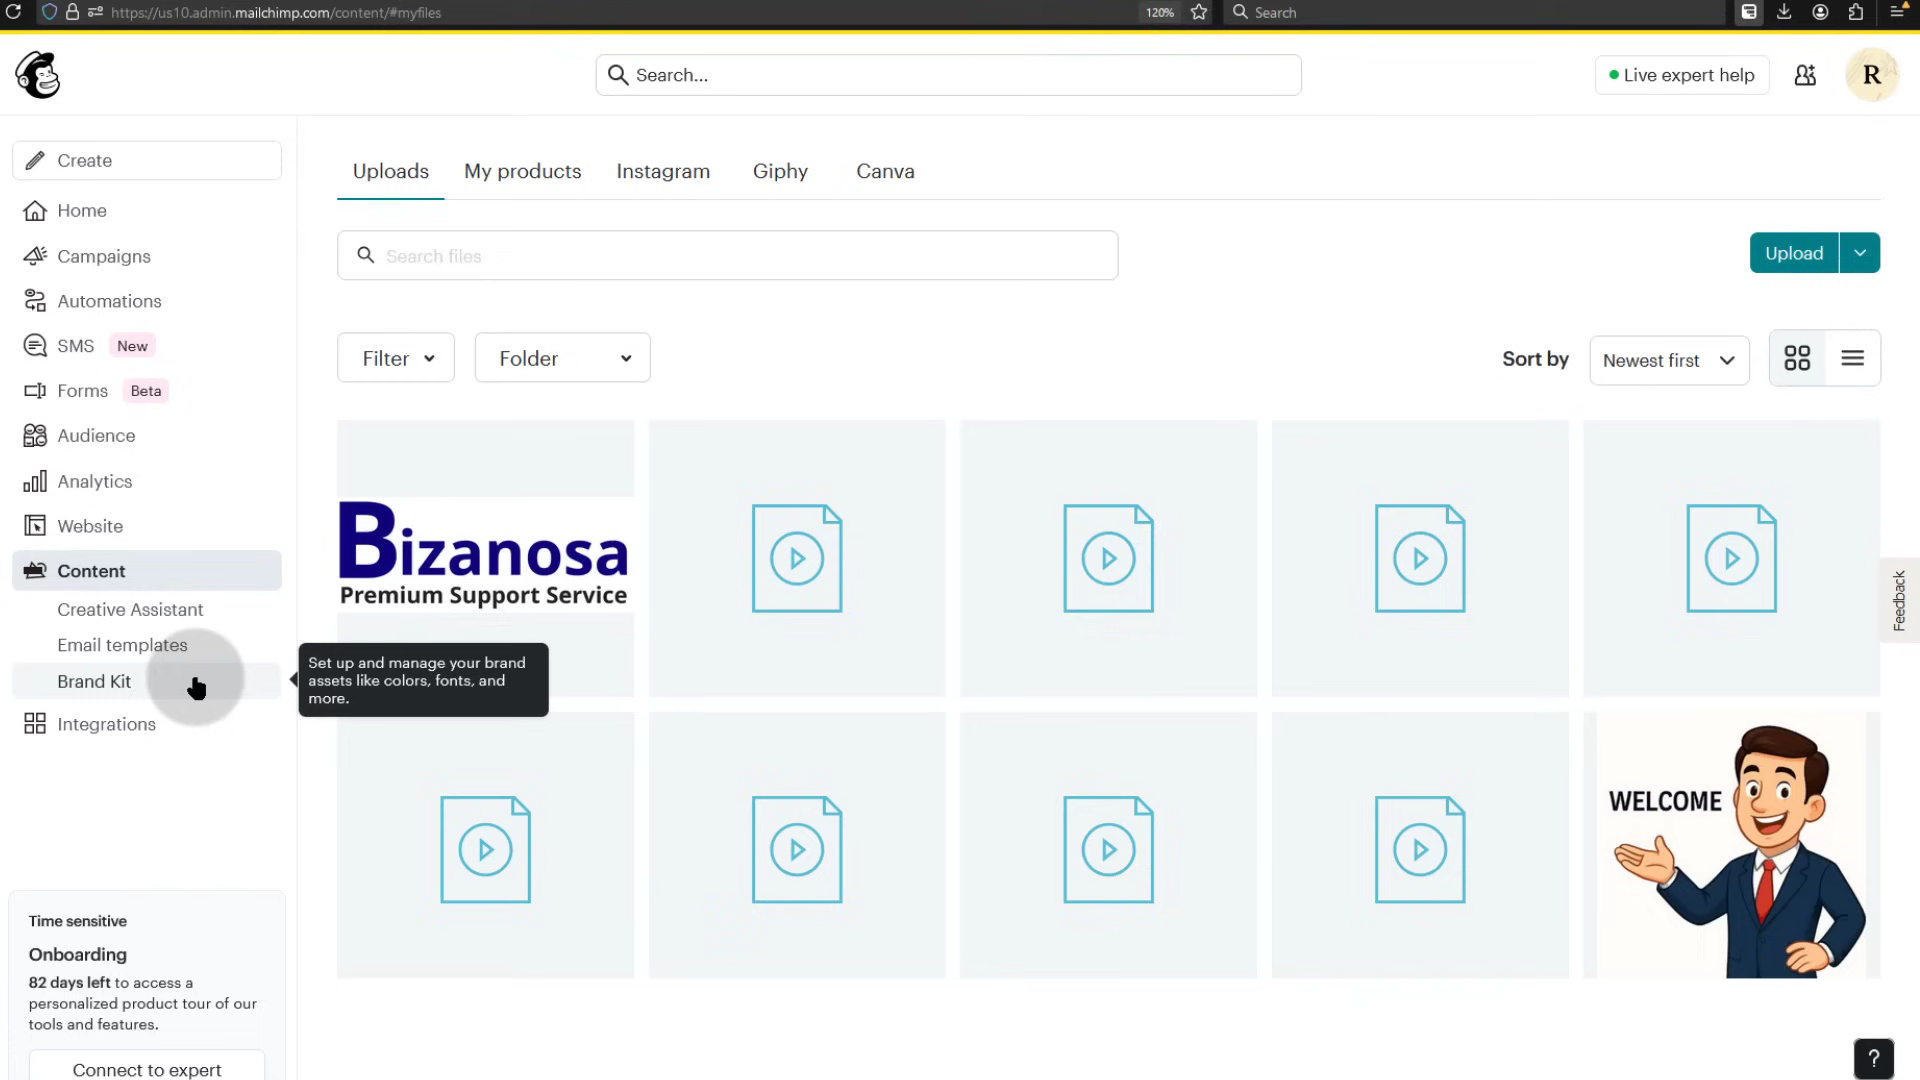 https://us10.admin.mailchimp.com/content/#myfiles
120%
Search
Search...
Live expert help
R
Create
Home
Campaigns
Automations
SMS New
Forms Beta
Audience
Analytics
Website
Content
Creative Assistant
Email templates
Brand Kit
Integrations
Set up and manage your brand
assets like colors, fonts, and
more.
Time sensitive
Onboarding
82 days left to access a
personalized product tour of our
tools and features.
Connect to expert
Uploads My products Instagram Giphy Canva
Search files
Upload
Filter
Folder
Sort by
Newest first
Bizanosa
Premium Support Service
WELCOME
Feedback
?